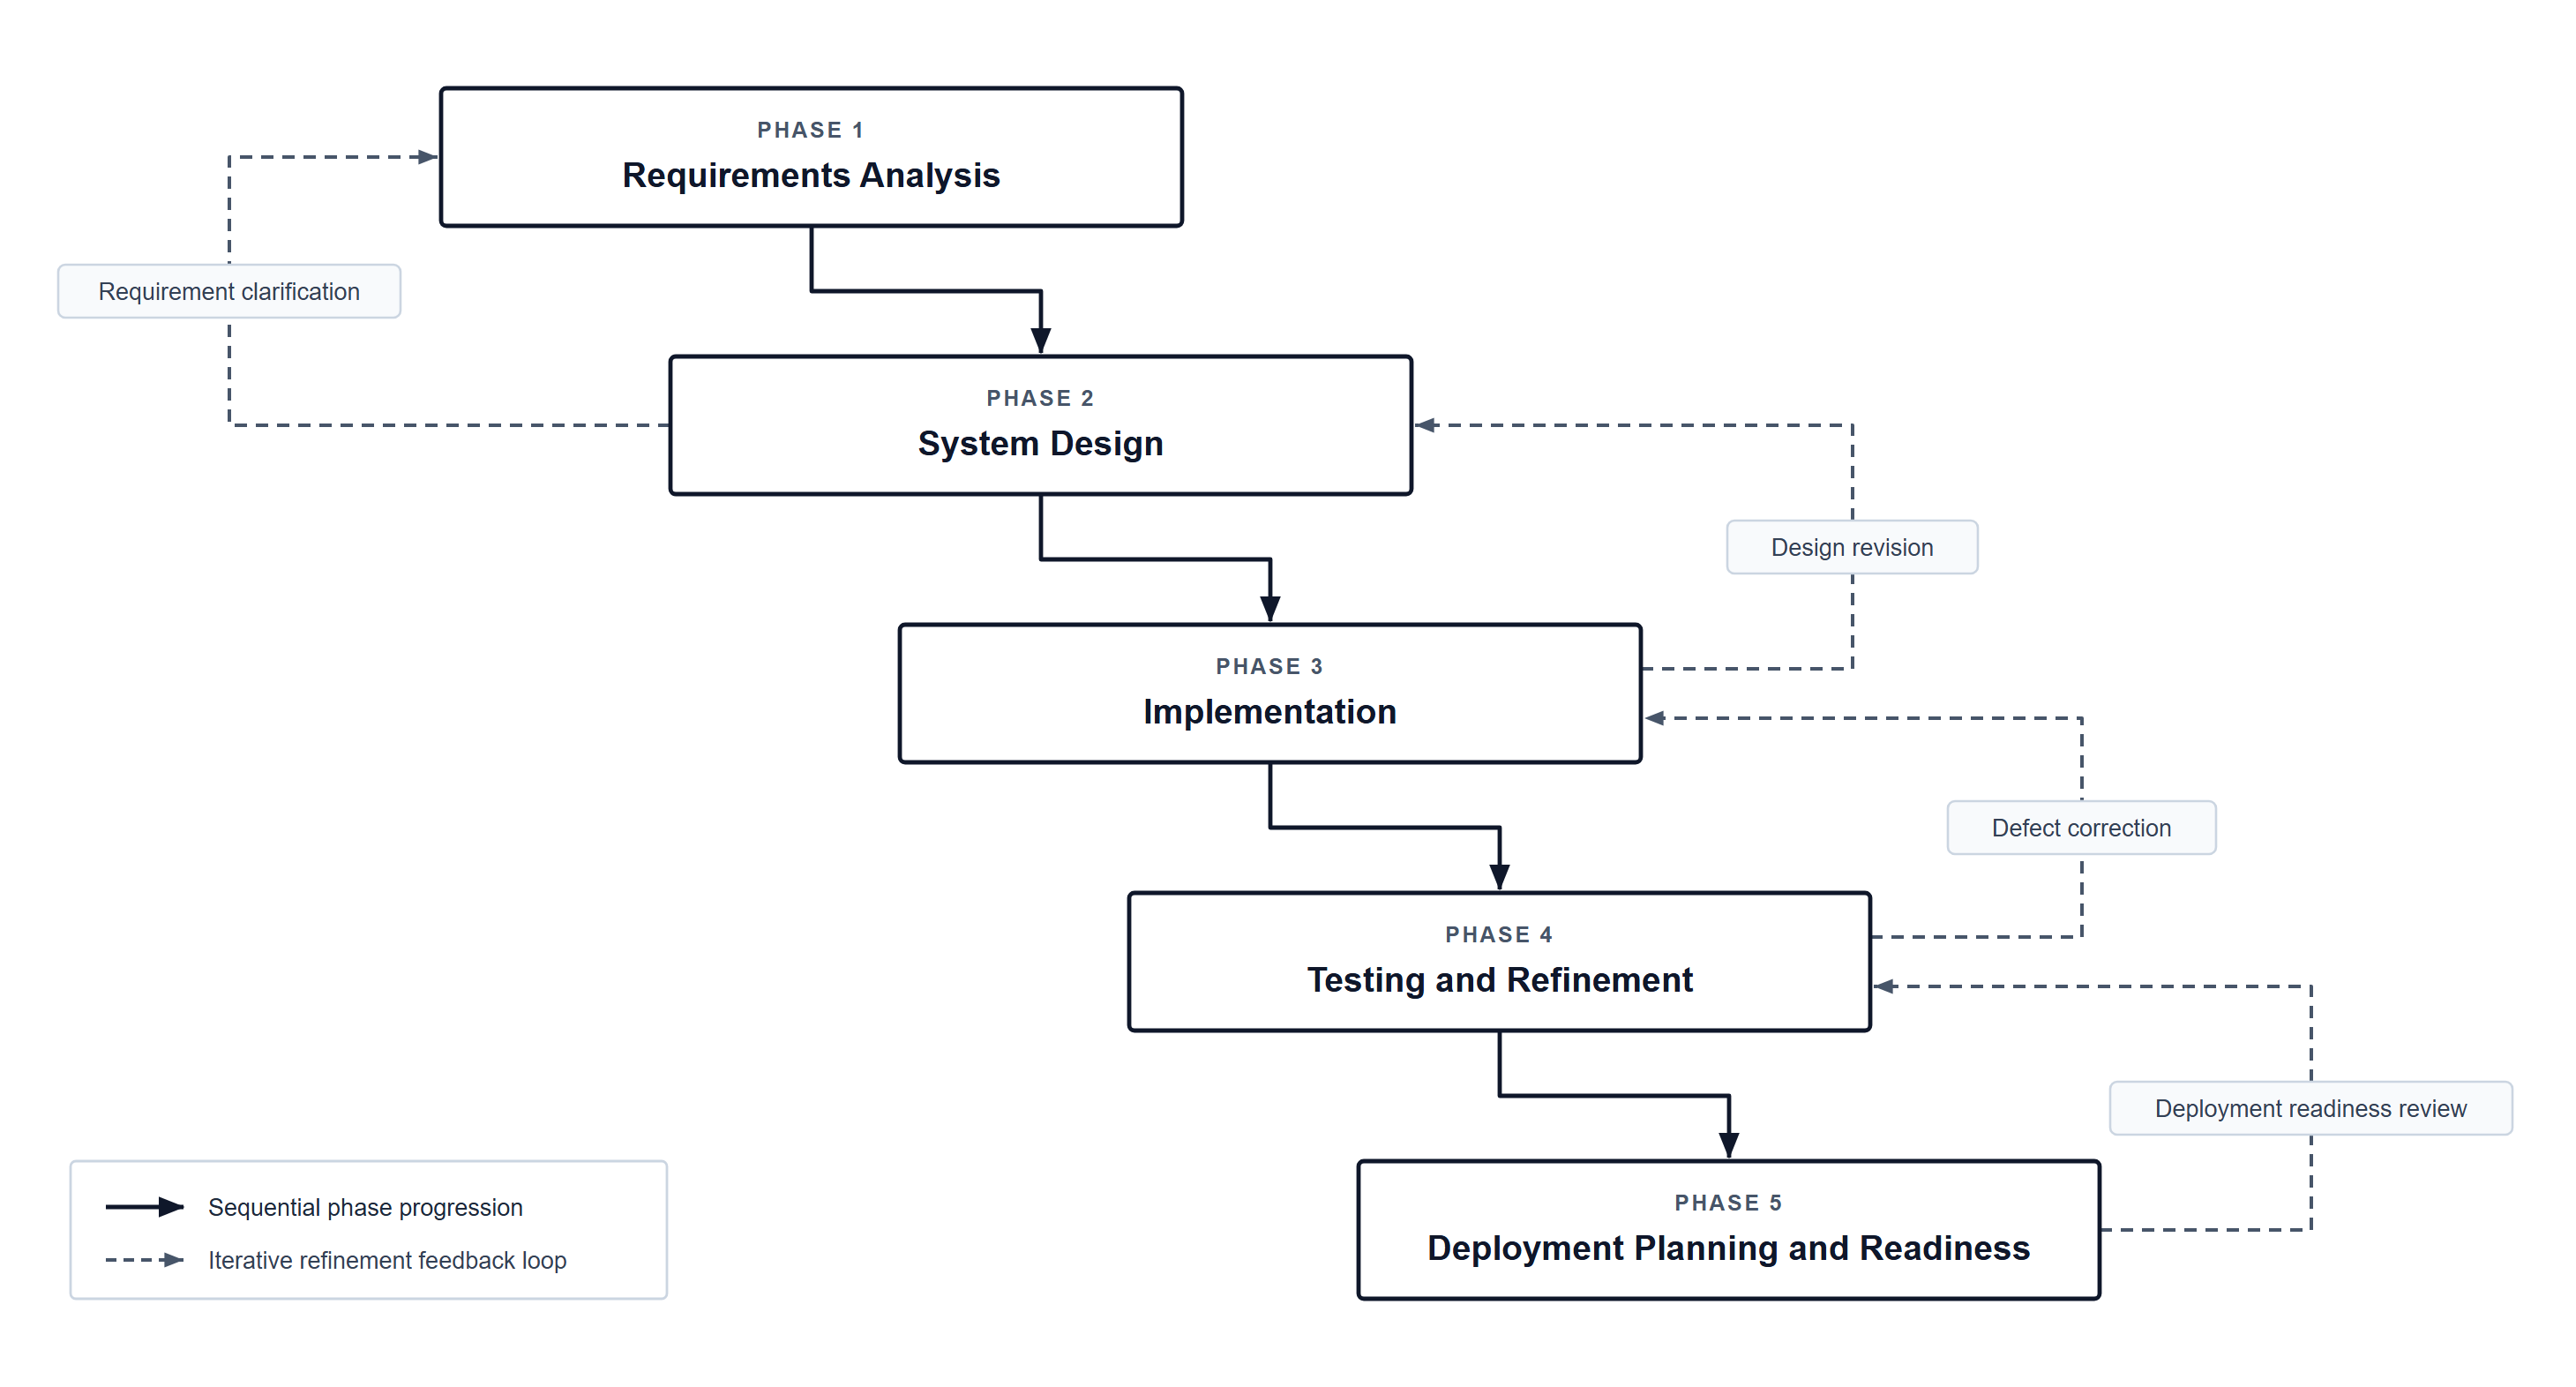 PHASE 1
Requirements Analysis
Requirement clarification
PHASE 2
System Design
Design revision
PHASE 3
Implementation
Defect correction
PHASE 4
Testing and Refinement
Deployment readiness review
PHASE 5
Deployment Planning and Readiness
Sequential phase progression
Iterative refinement feedback loop